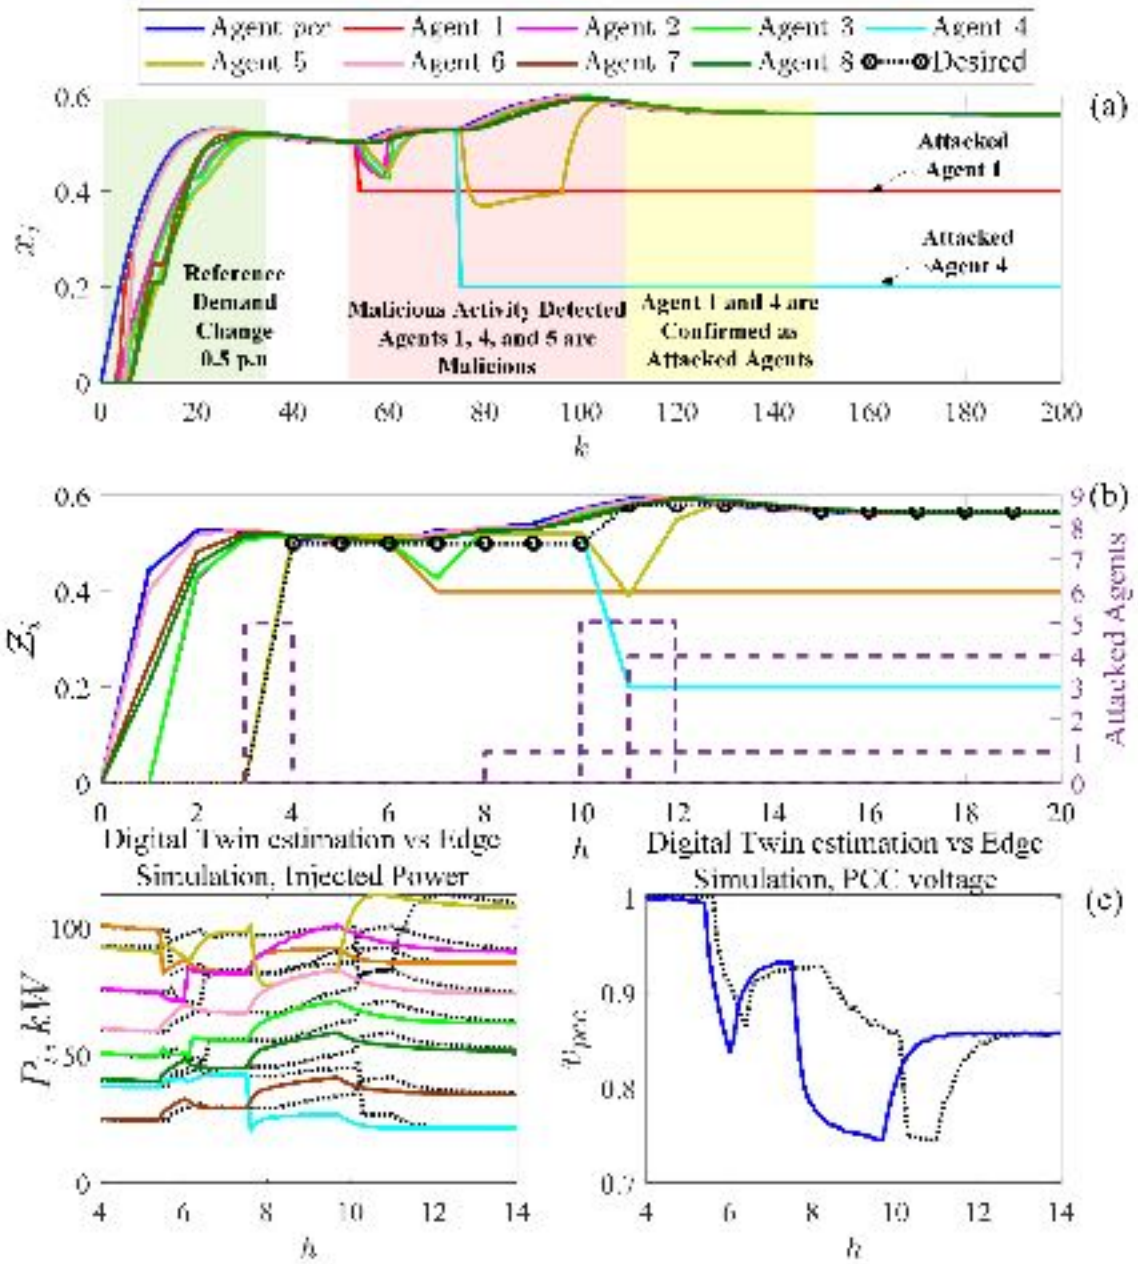 Agent pcc Agent 1 Agent 2 Agent 3 Agent 4
Agent 5 Agent 6 Agent 7 Agent 8 Desired
(a)
0.6
0.4
0.2
0
x_i
Attacked
Agent 1
Attacked
Agent 4
Reference
Demand
Change
0.5 p.u
Malicious Activity Detected
Agents 1, 4, and 5 are
Malicious
Agent 1 and 4 are
Confirmed as
Attacked Agents
0 20 40 60 80 100 120 140 160 180 200
k
(b)
0.6
0.4
0.2
0
9
8
7
6
5
4
3
2
1
0
Attacked Agents
0 2 4 6 8 10 12 14 16 18 20
h
Digital Twin estimation vs Edge
Simulation, Injected Power
100
50
0
kW
4 6 8 10 12 14
h
Digital Twin estimation vs Edge
Simulation, PCC voltage
(c)
1
0.9
0.8
0.7
v_pcc
4 6 8 10 12 14
h